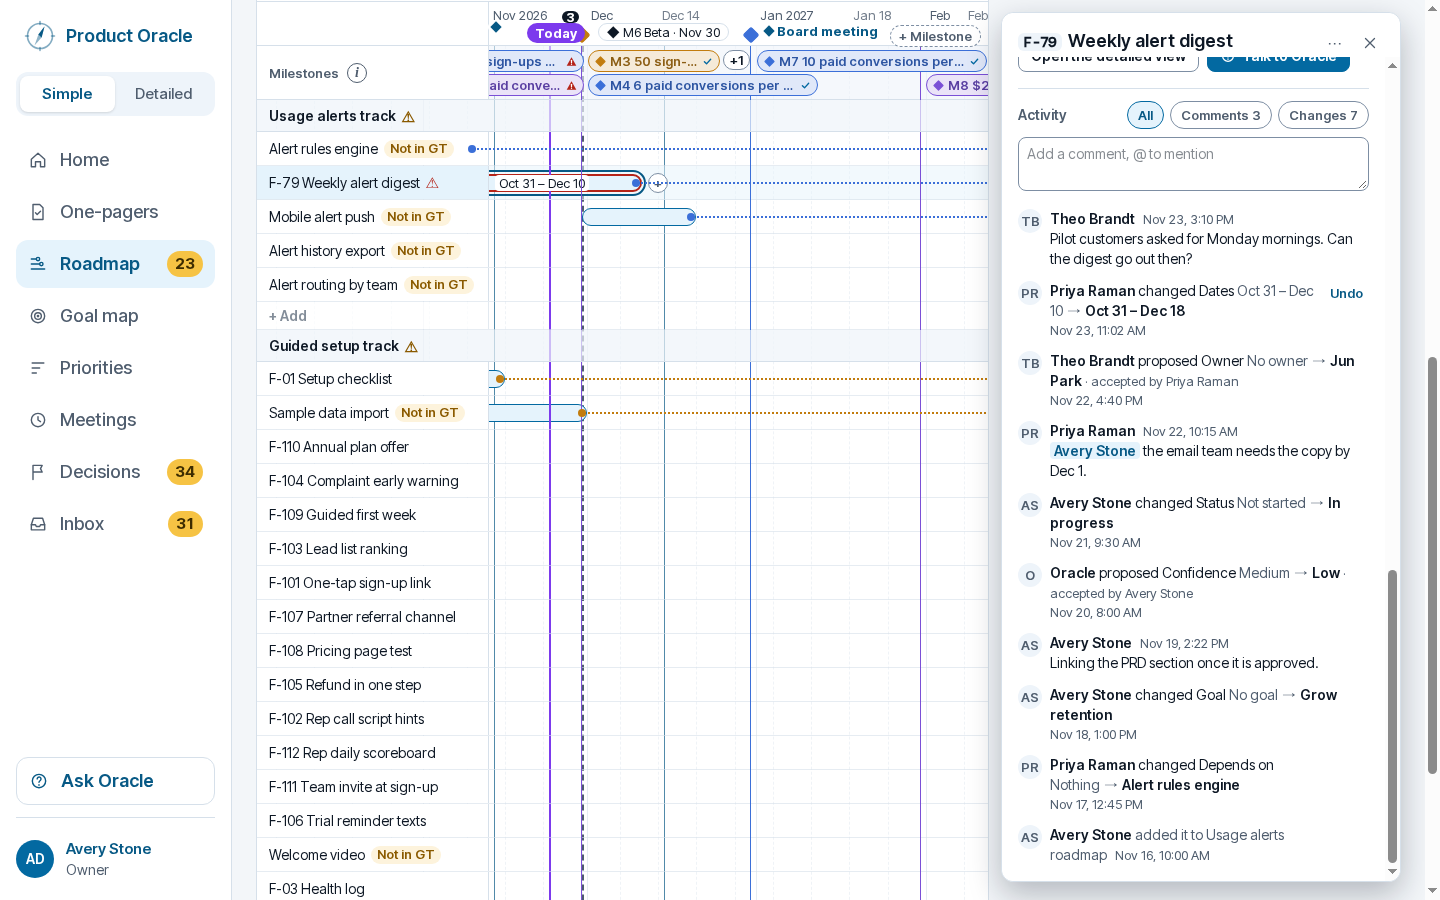 Product Oracle
Simple
Detailed
Home
One-pagers
Roadmap 23
Goal map
Priorities
Meetings
Decisions 34
Inbox 31
Ask Oracle
AD
Avery Stone
Owner
Nov 2026
3
Dec
Dec 14
Jan 2027
Jan 18
Feb
Feb
Today
M6 Beta · Nov 30
Board meeting
+ Milestone
Milestones i
sign-ups ...
M3 50 sign-...
+1
M7 10 paid conversions per...
aid conve...
M4 6 paid conversions per ...
M8 $2
Usage alerts track
Alert rules engine Not in GT
F-79 Weekly alert digest
Oct 31 – Dec 10
Mobile alert push Not in GT
Alert history export Not in GT
Alert routing by team Not in GT
+ Add
Guided setup track
F-01 Setup checklist
Sample data import Not in GT
F-110 Annual plan offer
F-104 Complaint early warning
F-109 Guided first week
F-103 Lead list ranking
F-101 One-tap sign-up link
F-107 Partner referral channel
F-108 Pricing page test
F-105 Refund in one step
F-102 Rep call script hints
F-112 Rep daily scoreboard
F-111 Team invite at sign-up
F-106 Trial reminder texts
Welcome video Not in GT
F-03 Health log
F-79 Weekly alert digest
Open the detailed view
Talk to Oracle
Activity
All
Comments 3
Changes 7
Add a comment, @ to mention
TB Theo Brandt Nov 23, 3:10 PM
Pilot customers asked for Monday mornings. Can
the digest go out then?
PR Priya Raman changed Dates Oct 31 – Dec
10 → Oct 31 – Dec 18
Undo
Nov 23, 11:02 AM
TB Theo Brandt proposed Owner No owner → Jun
Park · accepted by Priya Raman
Nov 22, 4:40 PM
PR Priya Raman Nov 22, 10:15 AM
Avery Stone the email team needs the copy by
Dec 1.
AS Avery Stone changed Status Not started → In
progress
Nov 21, 9:30 AM
O Oracle proposed Confidence Medium → Low ·
accepted by Avery Stone
Nov 20, 8:00 AM
AS Avery Stone Nov 19, 2:22 PM
Linking the PRD section once it is approved.
AS Avery Stone changed Goal No goal → Grow
retention
Nov 18, 1:00 PM
PR Priya Raman changed Depends on
Nothing → Alert rules engine
Nov 17, 12:45 PM
AS Avery Stone added it to Usage alerts
roadmap Nov 16, 10:00 AM